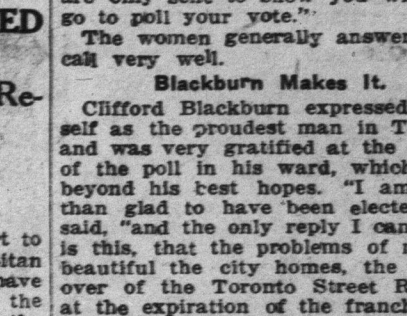 go to poll your vote."
The women generally answer
call very well.
Blackburn Makes It.
Clifford Blackburn expressed
self as the proudest man in T
and was very gratified at the
of the poll in his ward, which
beyond his best hopes. "I am
than glad to have been electe
said, "and the only reply I can
is this, that the problems of
beautiful the city homes, the
over of the Toronto Street R
at the expiration of the franc
ED
Re-
t to
itan
have
the